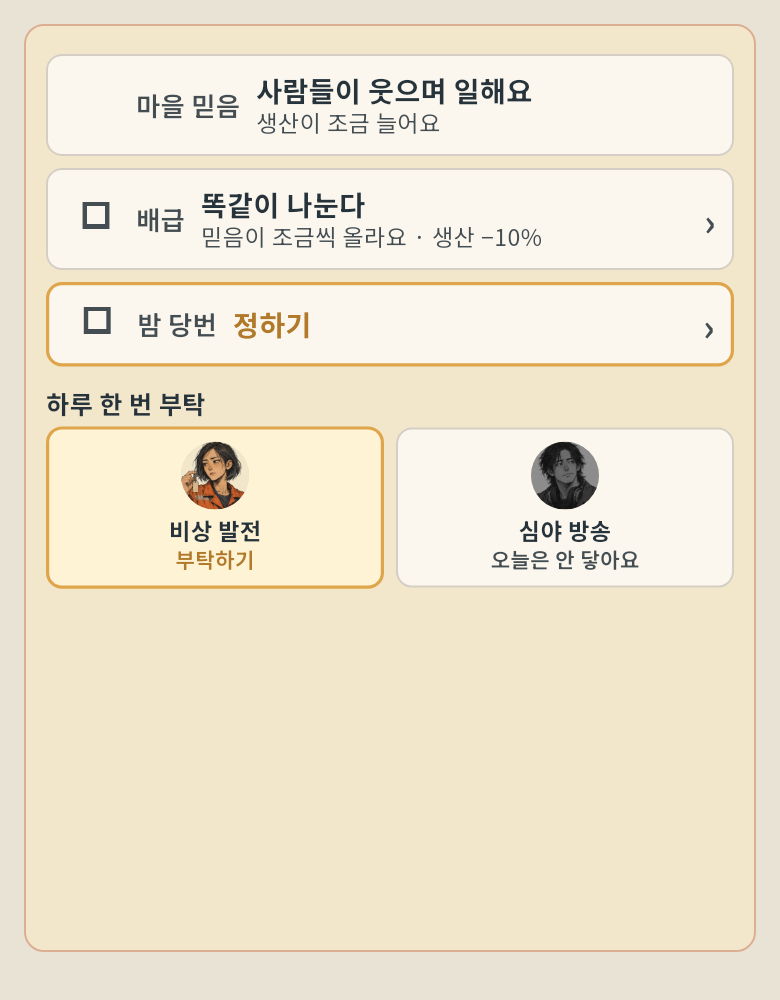 마을 믿음
사람들이 웃으며 일해요
생산이 조금 늘어요
배급
똑같이 나눈다
믿음이 조금씩 올라요 · 생산 −10%
›
밤 당번 정하기
›
하루 한 번 부탁
비상 발전
부탁하기
심야 방송
오늘은 안 닿아요